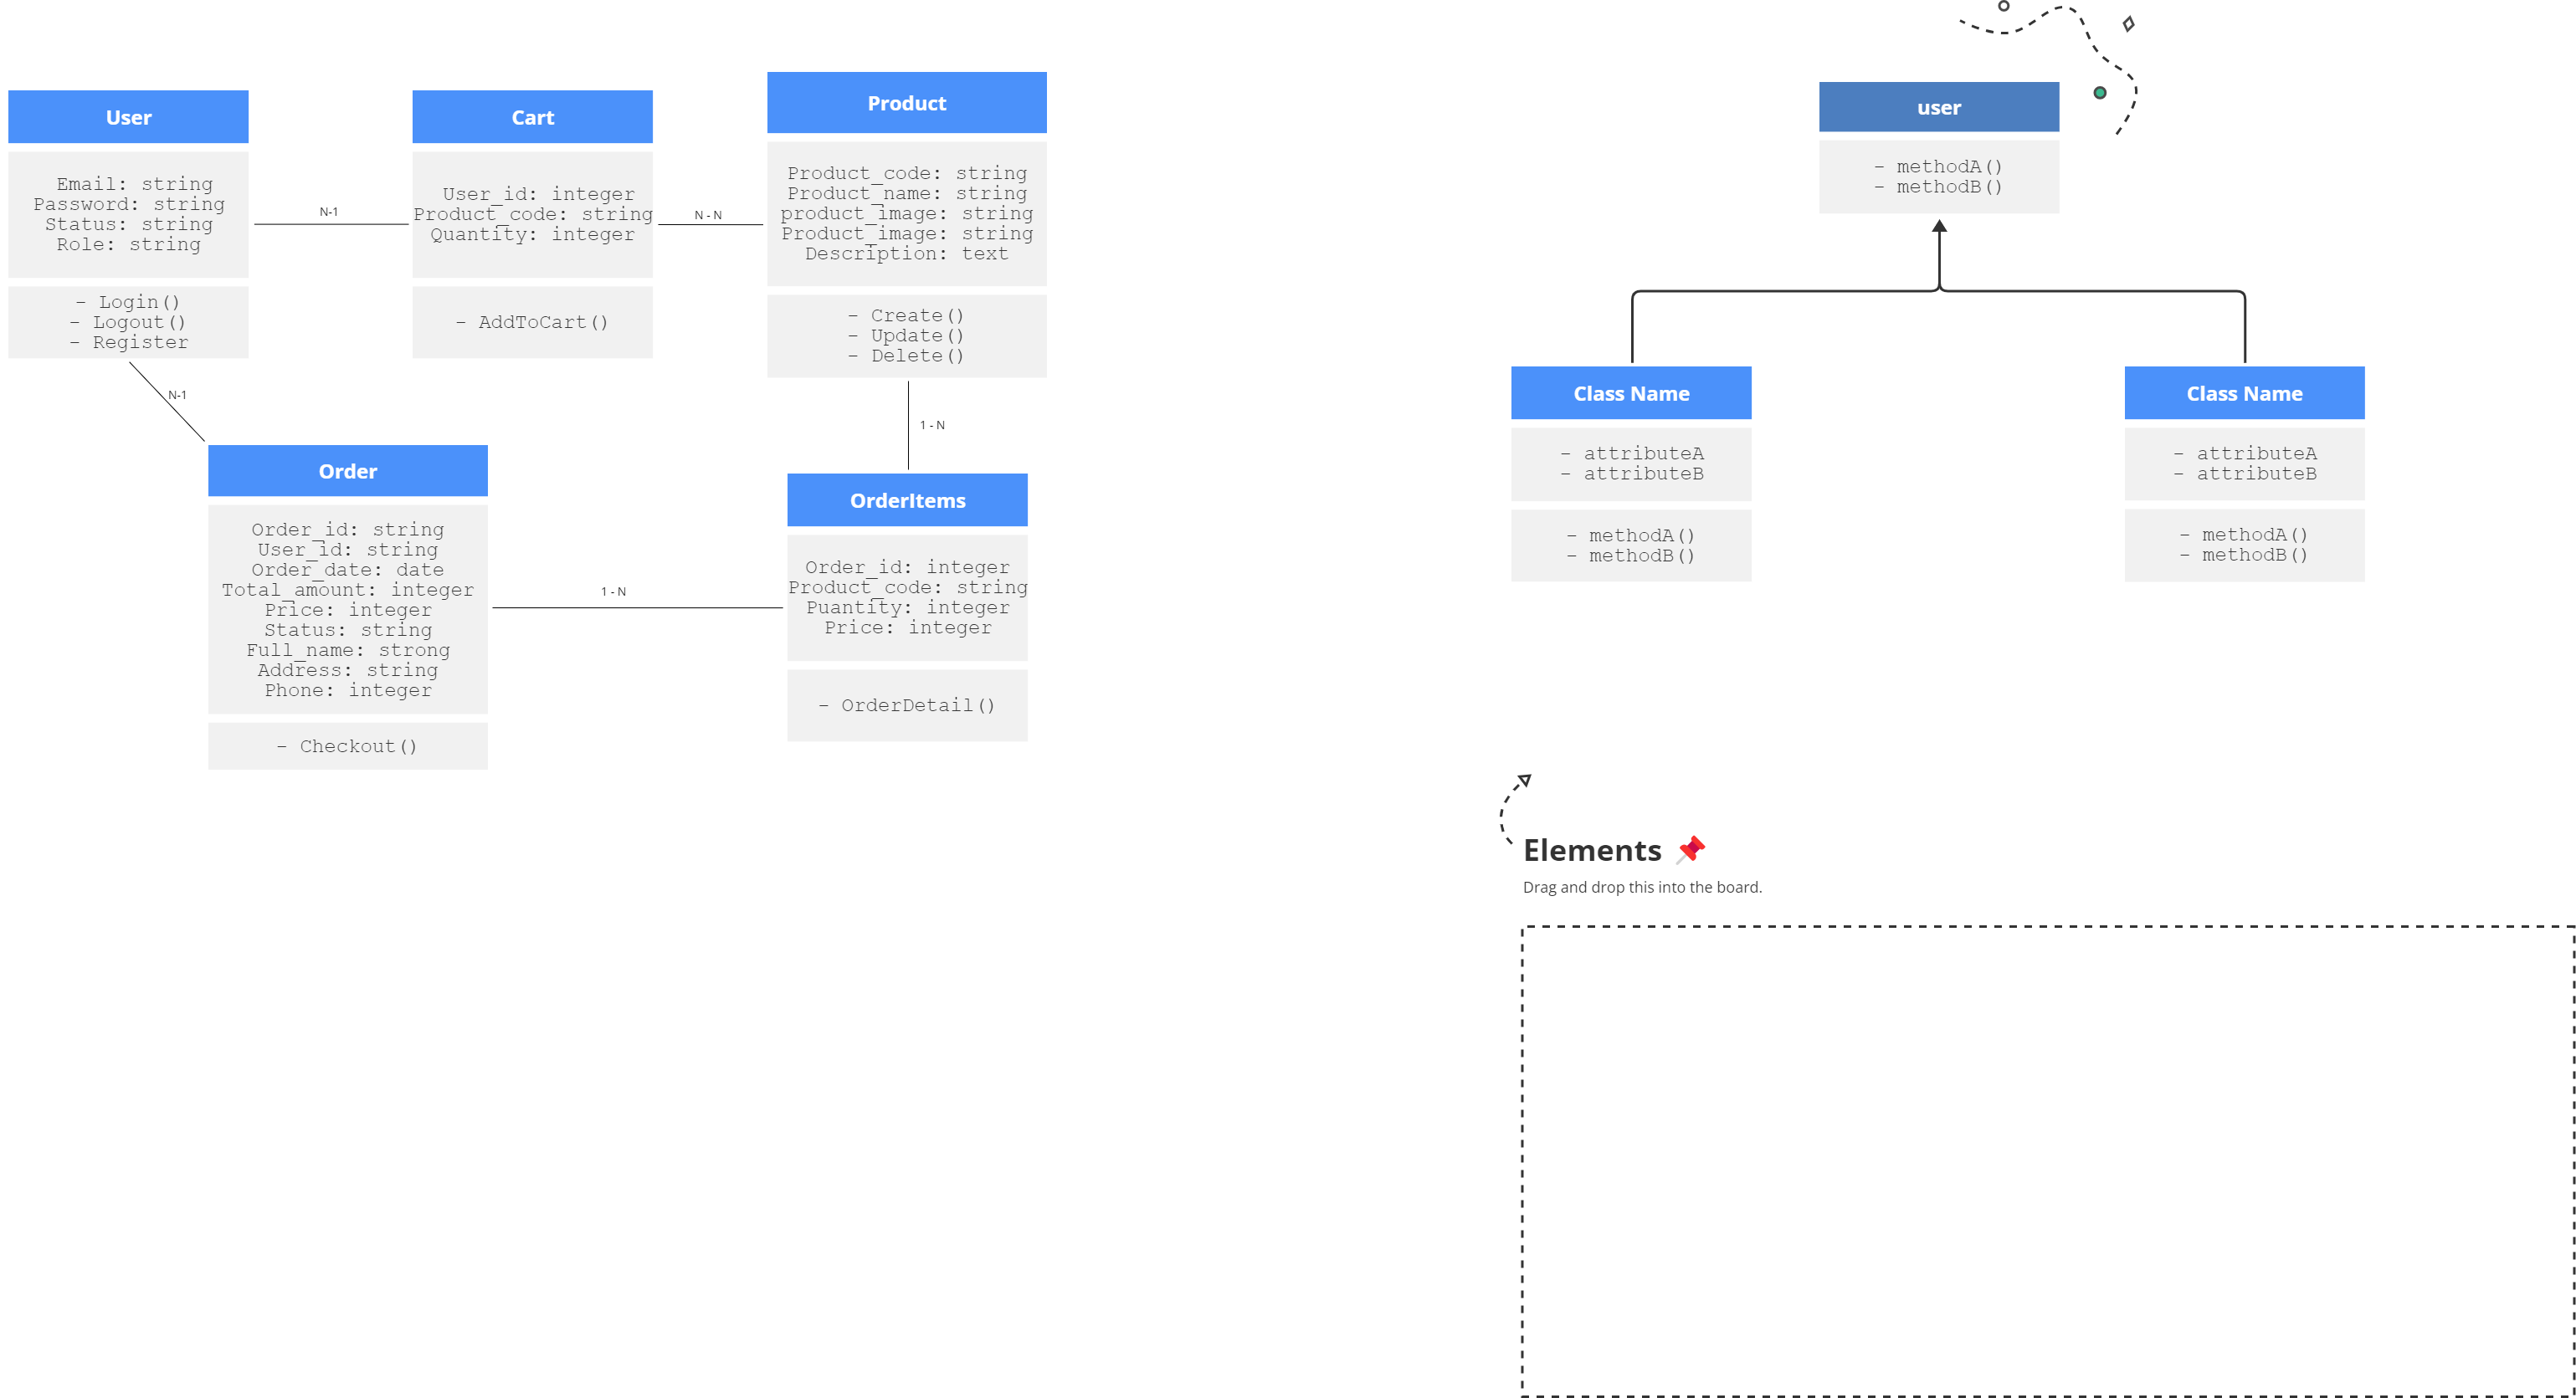 User
Email: string
Password: string
Status: string
Role: string
- Login()
- Logout()
- Register
N-1
Cart
User_id: integer
Product_code: string
Quantity: integer
- AddToCart()
N - N
Product
Product_code: string
Product_name: string
product_image: string
Product_image: string
Description: text
- Create()
- Update()
- Delete()
N-1
1 - N
Order
Order_id: string
User_id: string
Order_date: date
Total_amount: integer
Price: integer
Status: string
Full_name: strong
Address: string
Phone: integer
- Checkout()
1 - N
OrderItems
Order_id: integer
Product_code: string
Puantity: integer
Price: integer
- OrderDetail()
user
- methodA()
- methodB()
Class Name
- attributeA
- attributeB
- methodA()
- methodB()
Class Name
- attributeA
- attributeB
- methodA()
- methodB()
Elements
Drag and drop this into the board.